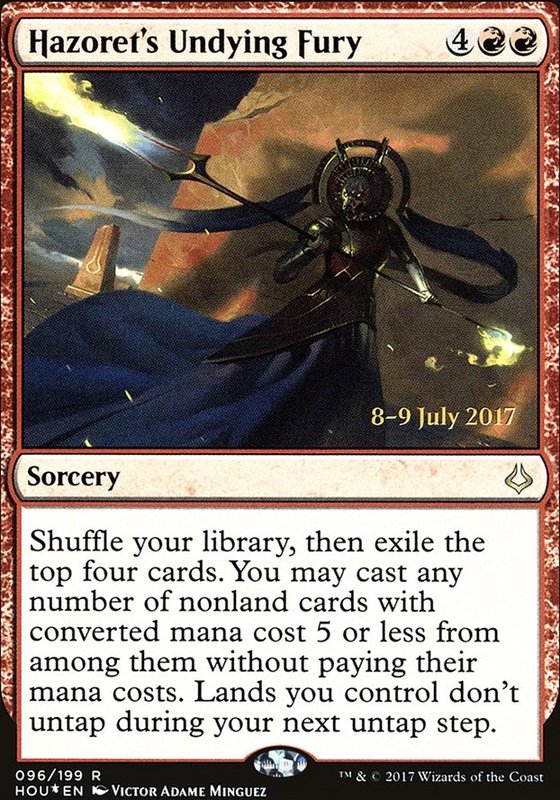 Hazoret's Undying Fury 4
8–9 July 2017
Sorcery
Shuffle your library, then exile the
top four cards. You may cast any
number of nonland cards with
converted mana cost 5 or less from
among them without paying their
mana costs. Lands you control don't
untap during your next untap step.
096/199 R
HOU★EN Victor Adame Minguez
™ & © 2017 Wizards of the Coast